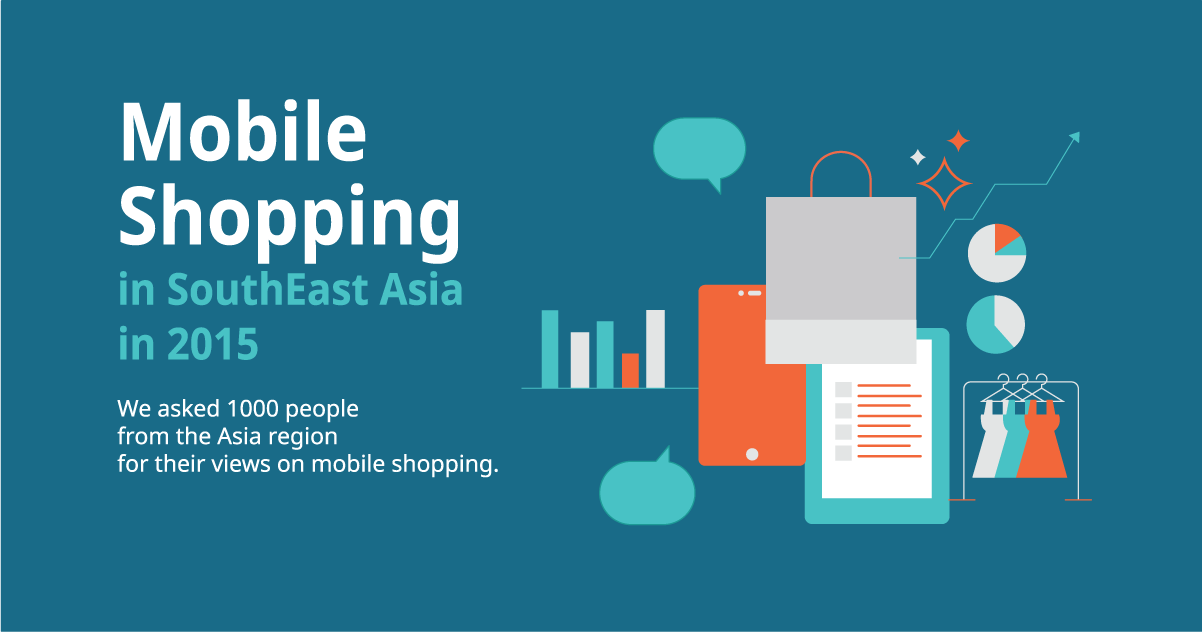 Mobile
Shopping
in SouthEast Asia
in 2015
We asked 1000 people
from the Asia region
for their views on mobile shopping.